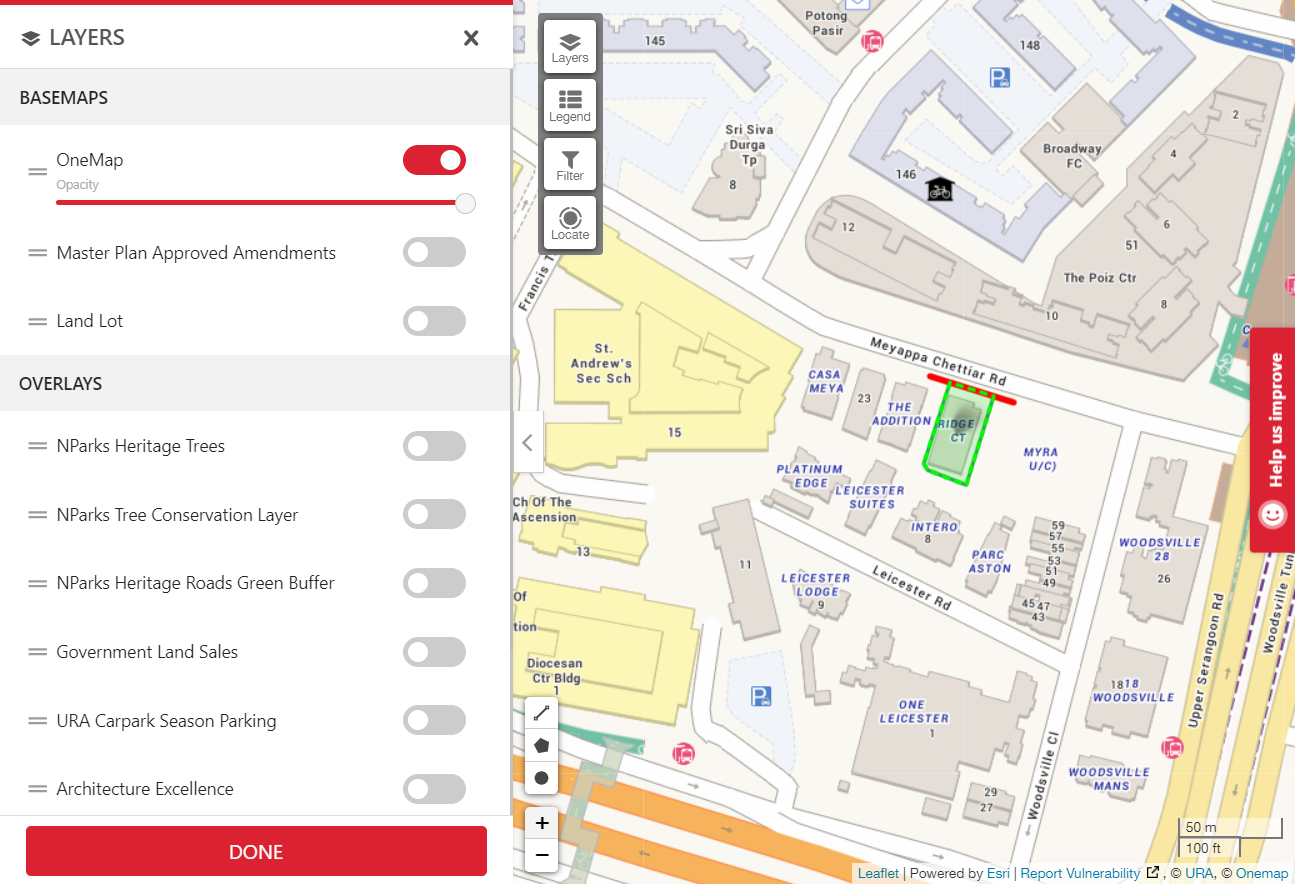 LAYERS
BASEMAPS
OneMap
Opacity
Master Plan Approved Amendments
Land Lot
OVERLAYS
NParks Heritage Trees
NParks Tree Conservation Layer
NParks Heritage Roads Green Buffer
Government Land Sales
URA Carpark Season Parking
Architecture Excellence
DONE
Layers
Legend
Filter
Locate
Potong
Pasir
145
148
P
2
Sri Siva
Durga
Tp
8
Broadway
FC
4
146
12
6
51
The Poiz Ctr
8
10
Francis T
St.
Andrew's
Sec Sch
15
Meyappa Chettiar Rd
CASA
MEYA
23
THE
ADDITION
RIDGE
CT
MYRA
U/C)
PLATINUM
EDGE
LEICESTER
SUITES
INTERO
8
PARC
ASTON
59
57
55
53
51
49
45 47
43
WOODSVILLE
28
26
Ch Of The
Ascension
13
11
LEICESTER
LODGE
9
Leicester Rd
Of
tion
Diocesan
Ctr Bldg
1
P
ONE
LEICESTER
1
18 18
WOODSVILLE
WOODSVILLE
MANS
29
27
Woodsville Cl
Upper Serangoon Rd
Woodsville Tun
Help us improve
+
−
50 m
100 ft
Leaflet | Powered by Esri | Report Vulnerability , © URA, © Onemap